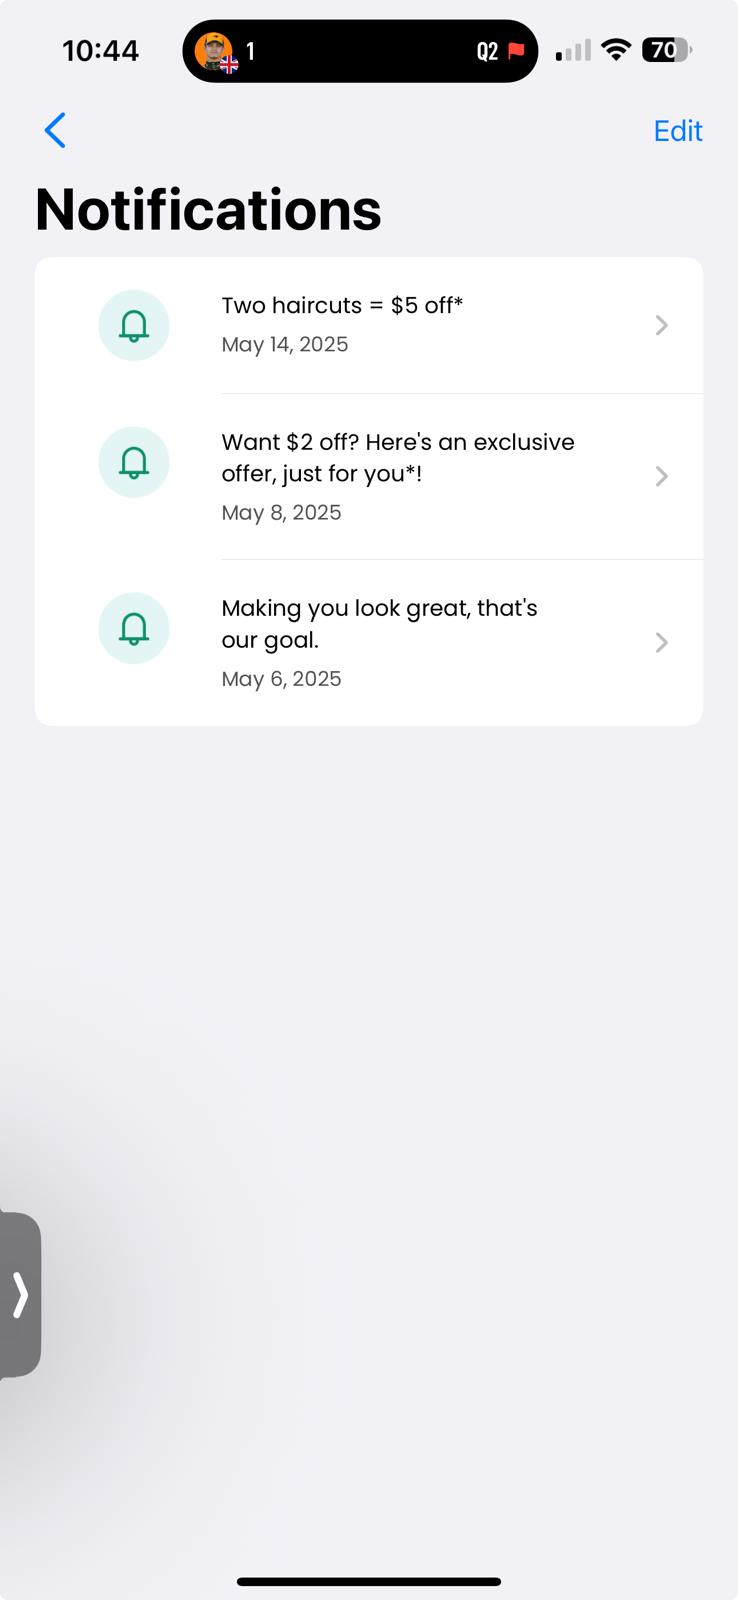 10:44
1
Q2
70
Edit
Notifications
Two haircuts = $5 off*
May 14, 2025
Want $2 off? Here's an exclusive
offer, just for you*!
May 8, 2025
Making you look great, that's
our goal.
May 6, 2025